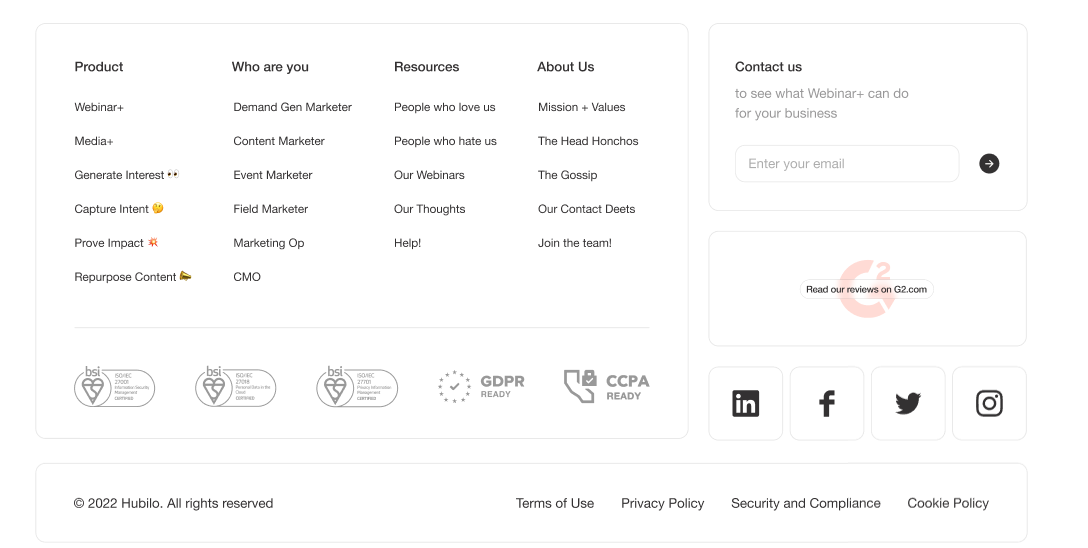 Product
Webinar+
Media+
Generate Interest 👀
Capture Intent 🤔
Prove Impact 💥
Repurpose Content 📣
Who are you
Demand Gen Marketer
Content Marketer
Event Marketer
Field Marketer
Marketing Op
CMO
Resources
People who love us
People who hate us
Our Webinars
Our Thoughts
Help!
About Us
Mission + Values
The Head Honchos
The Gossip
Our Contact Deets
Join the team!
bsi
ISO/IEC
27001
Information Security
Management
CERTIFIED
bsi
ISO/IEC
27018
Personal Data in the
Cloud
CERTIFIED
bsi
ISO/IEC
27701
Privacy Information
Management
CERTIFIED
GDPR
READY
CCPA
READY
Contact us
to see what Webinar+ can do
for your business
Enter your email
Read our reviews on G2.com
in
© 2022 Hubilo. All rights reserved
Terms of Use
Privacy Policy
Security and Compliance
Cookie Policy